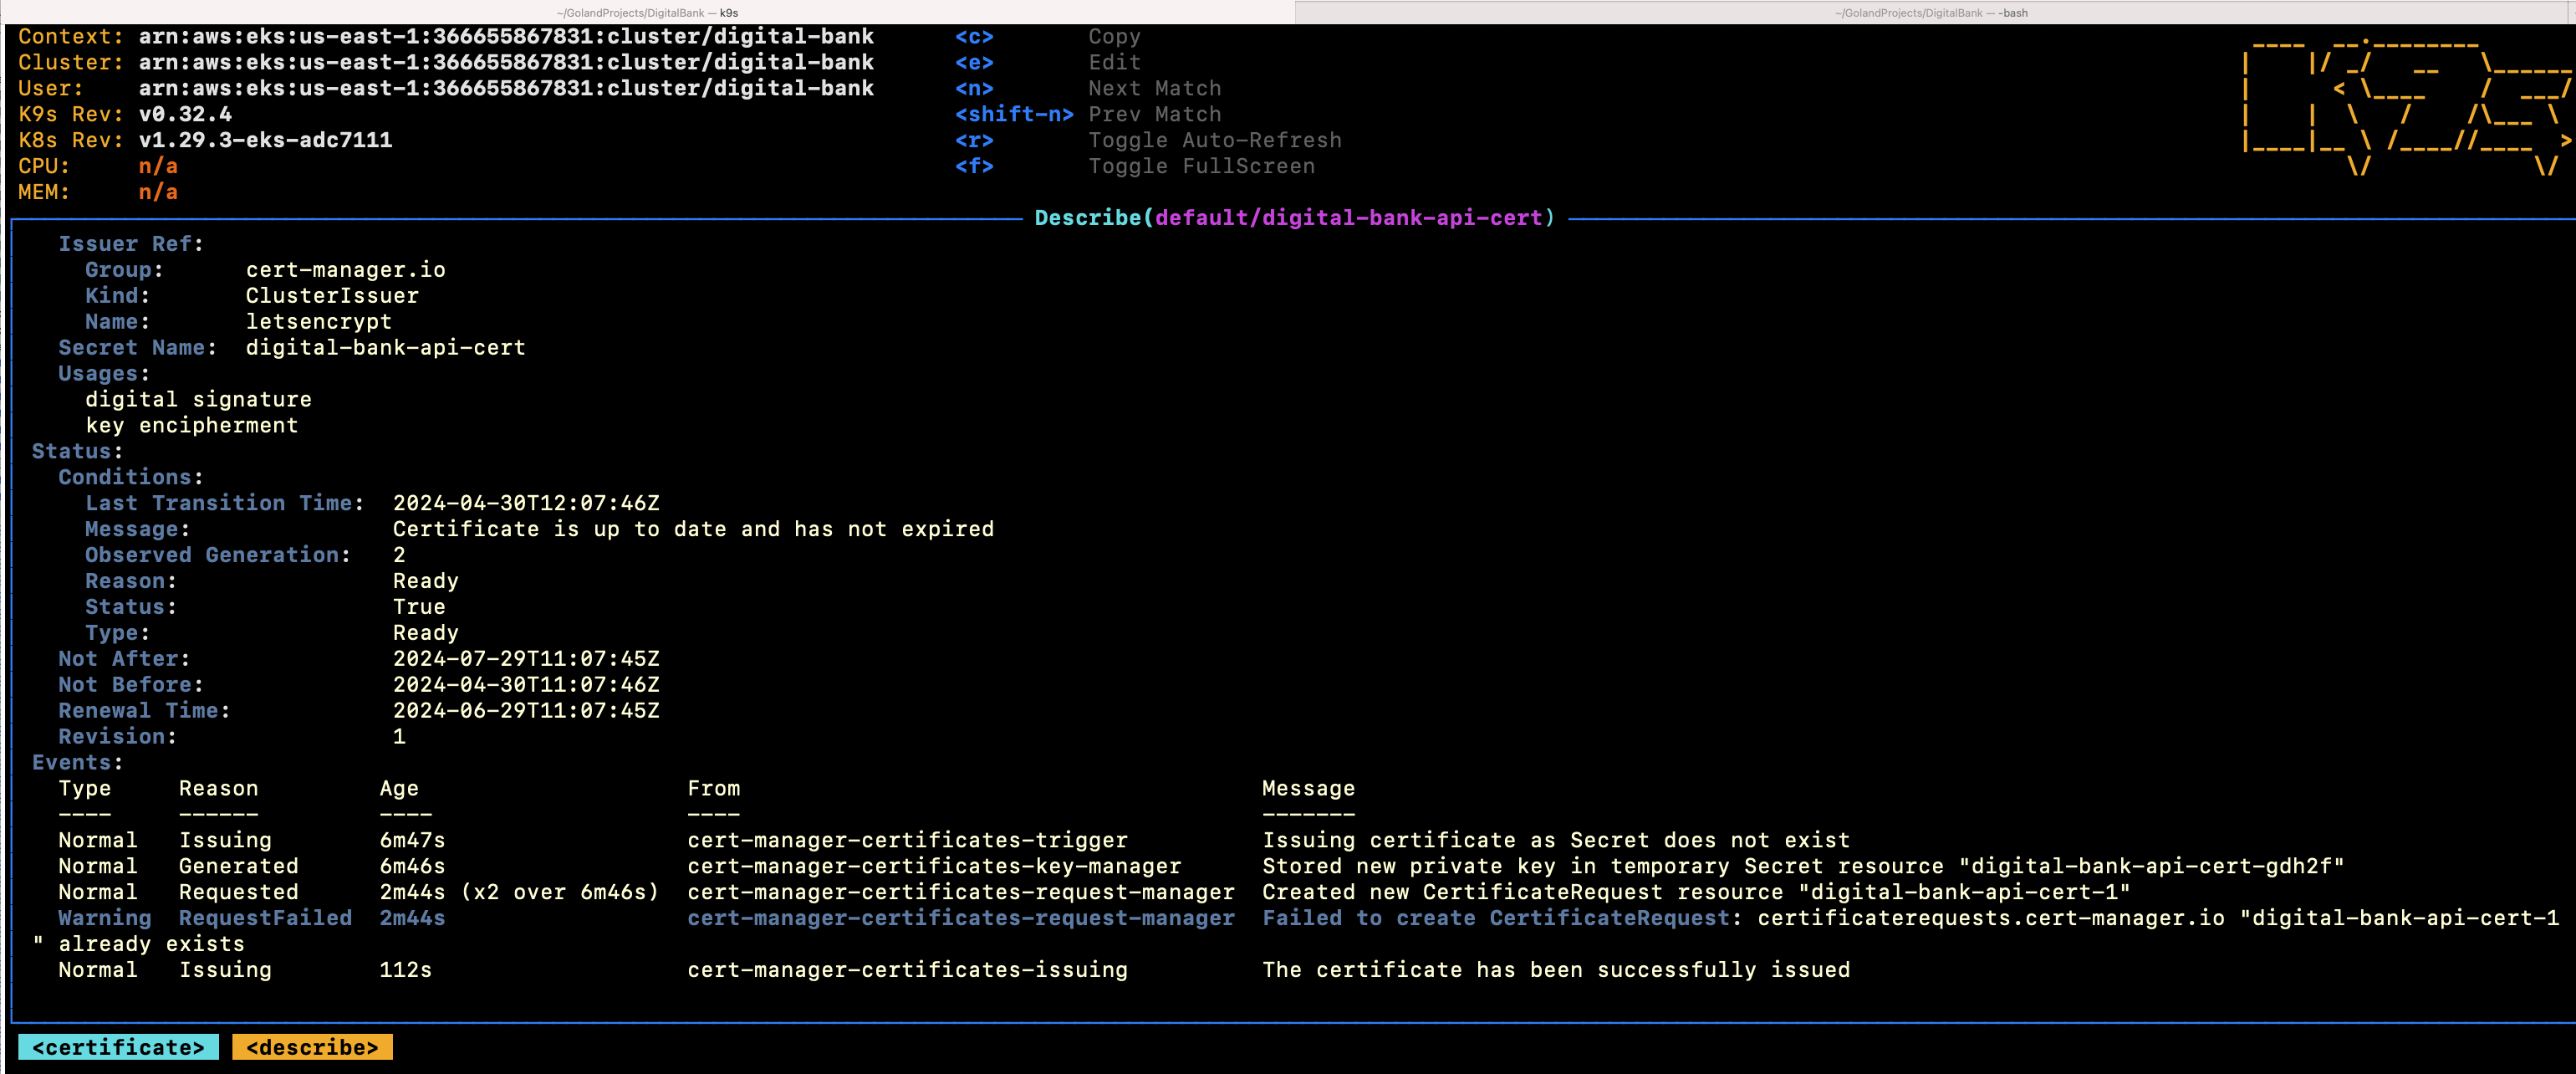 ~/GolandProjects/DigitalBank — k9s
~/GolandProjects/DigitalBank — -bash
Context: arn:aws:eks:us-east-1:366655867831:cluster/digital-bank <c> Copy
Cluster: arn:aws:eks:us-east-1:366655867831:cluster/digital-bank <e> Edit
User: arn:aws:eks:us-east-1:366655867831:cluster/digital-bank <n> Next Match
K9s Rev: v0.32.4 <shift-n> Prev Match
K8s Rev: v1.29.3-eks-adc7111 <r> Toggle Auto-Refresh
CPU: n/a <f> Toggle FullScreen
MEM: n/a
Describe(default/digital-bank-api-cert)
Issuer Ref:
Group: cert-manager.io
Kind: ClusterIssuer
Name: letsencrypt
Secret Name: digital-bank-api-cert
Usages:
digital signature
key encipherment
Status:
Conditions:
Last Transition Time: 2024-04-30T12:07:46Z
Message: Certificate is up to date and has not expired
Observed Generation: 2
Reason: Ready
Status: True
Type: Ready
Not After: 2024-07-29T11:07:45Z
Not Before: 2024-04-30T11:07:46Z
Renewal Time: 2024-06-29T11:07:45Z
Revision: 1
Events:
Type Reason Age From Message
---- ------ ---- ---- -------
Normal Issuing 6m47s cert-manager-certificates-trigger Issuing certificate as Secret does not exist
Normal Generated 6m46s cert-manager-certificates-key-manager Stored new private key in temporary Secret resource "digital-bank-api-cert-gdh2f"
Normal Requested 2m44s (x2 over 6m46s) cert-manager-certificates-request-manager Created new CertificateRequest resource "digital-bank-api-cert-1"
Warning RequestFailed 2m44s cert-manager-certificates-request-manager Failed to create CertificateRequest: certificaterequests.cert-manager.io "digital-bank-api-cert-1
" already exists
Normal Issuing 112s cert-manager-certificates-issuing The certificate has been successfully issued
<certificate> <describe>